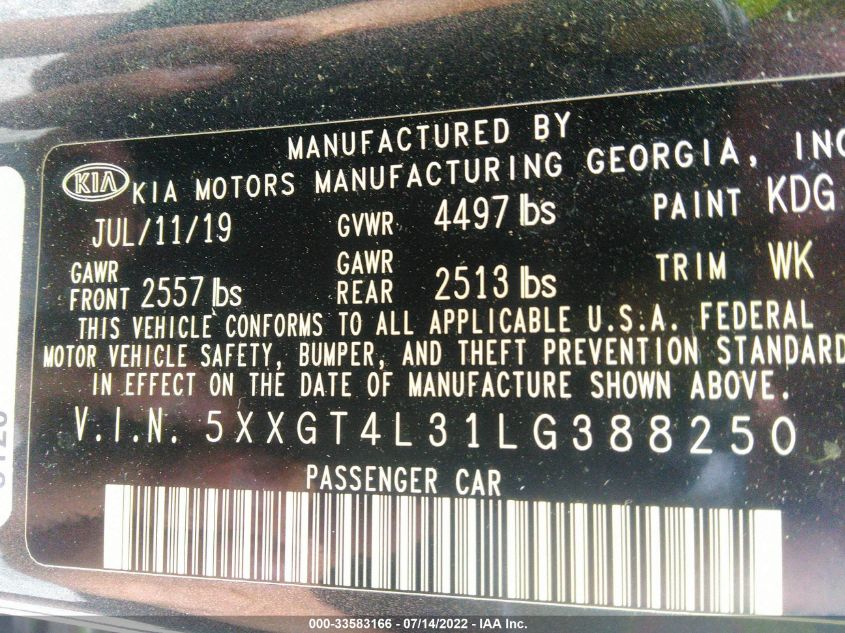 MANUFACTURED BY
KIA KIA MOTORS MANUFACTURING GEORGIA, INC
JUL/11/19 GVWR 4497 lbs PAINT KDG
GAWR FRONT 2557 lbs GAWR REAR 2513 lbs TRIM WK
THIS VEHICLE CONFORMS TO ALL APPLICABLE U.S.A. FEDERAL
MOTOR VEHICLE SAFETY, BUMPER, AND THEFT PREVENTION STANDARD
IN EFFECT ON THE DATE OF MANUFACTURE SHOWN ABOVE.
V.I.N. 5XXGT4L31LG388250
PASSENGER CAR
000-33583166 - 07/14/2022 - IAA Inc.